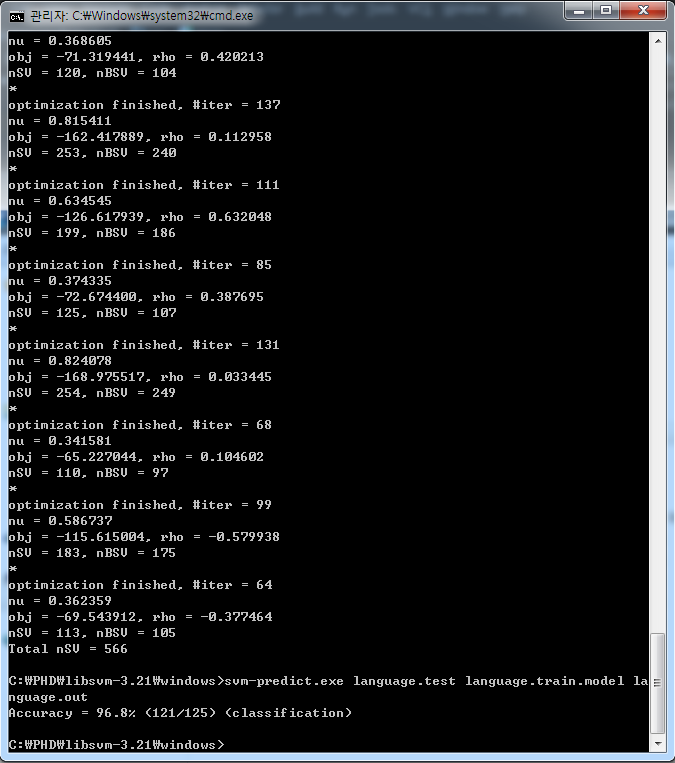 관리자: C:\Windows\system32\cmd.exe
nu = 0.368605
obj = -71.319441, rho = 0.420213
nSV = 120, nBSV = 104
*
optimization finished, #iter = 137
nu = 0.815411
obj = -162.417889, rho = 0.112958
nSV = 253, nBSV = 240
*
optimization finished, #iter = 111
nu = 0.634545
obj = -126.617939, rho = 0.632048
nSV = 199, nBSV = 186
*
optimization finished, #iter = 85
nu = 0.374335
obj = -72.674400, rho = 0.387695
nSV = 125, nBSV = 107
*
optimization finished, #iter = 131
nu = 0.824078
obj = -168.975517, rho = 0.033445
nSV = 254, nBSV = 249
*
optimization finished, #iter = 68
nu = 0.341581
obj = -65.227044, rho = 0.104602
nSV = 110, nBSV = 97
*
optimization finished, #iter = 99
nu = 0.586737
obj = -115.615004, rho = -0.579938
nSV = 183, nBSV = 175
*
optimization finished, #iter = 64
nu = 0.362359
obj = -69.543912, rho = -0.377464
nSV = 113, nBSV = 105
Total nSV = 566
C:₩PHD₩libsvm-3.21₩windows>svm-predict.exe language.test language.train.model la
nguage.out
Accuracy = 96.8% (121/125) (classification)
C:₩PHD₩libsvm-3.21₩windows>